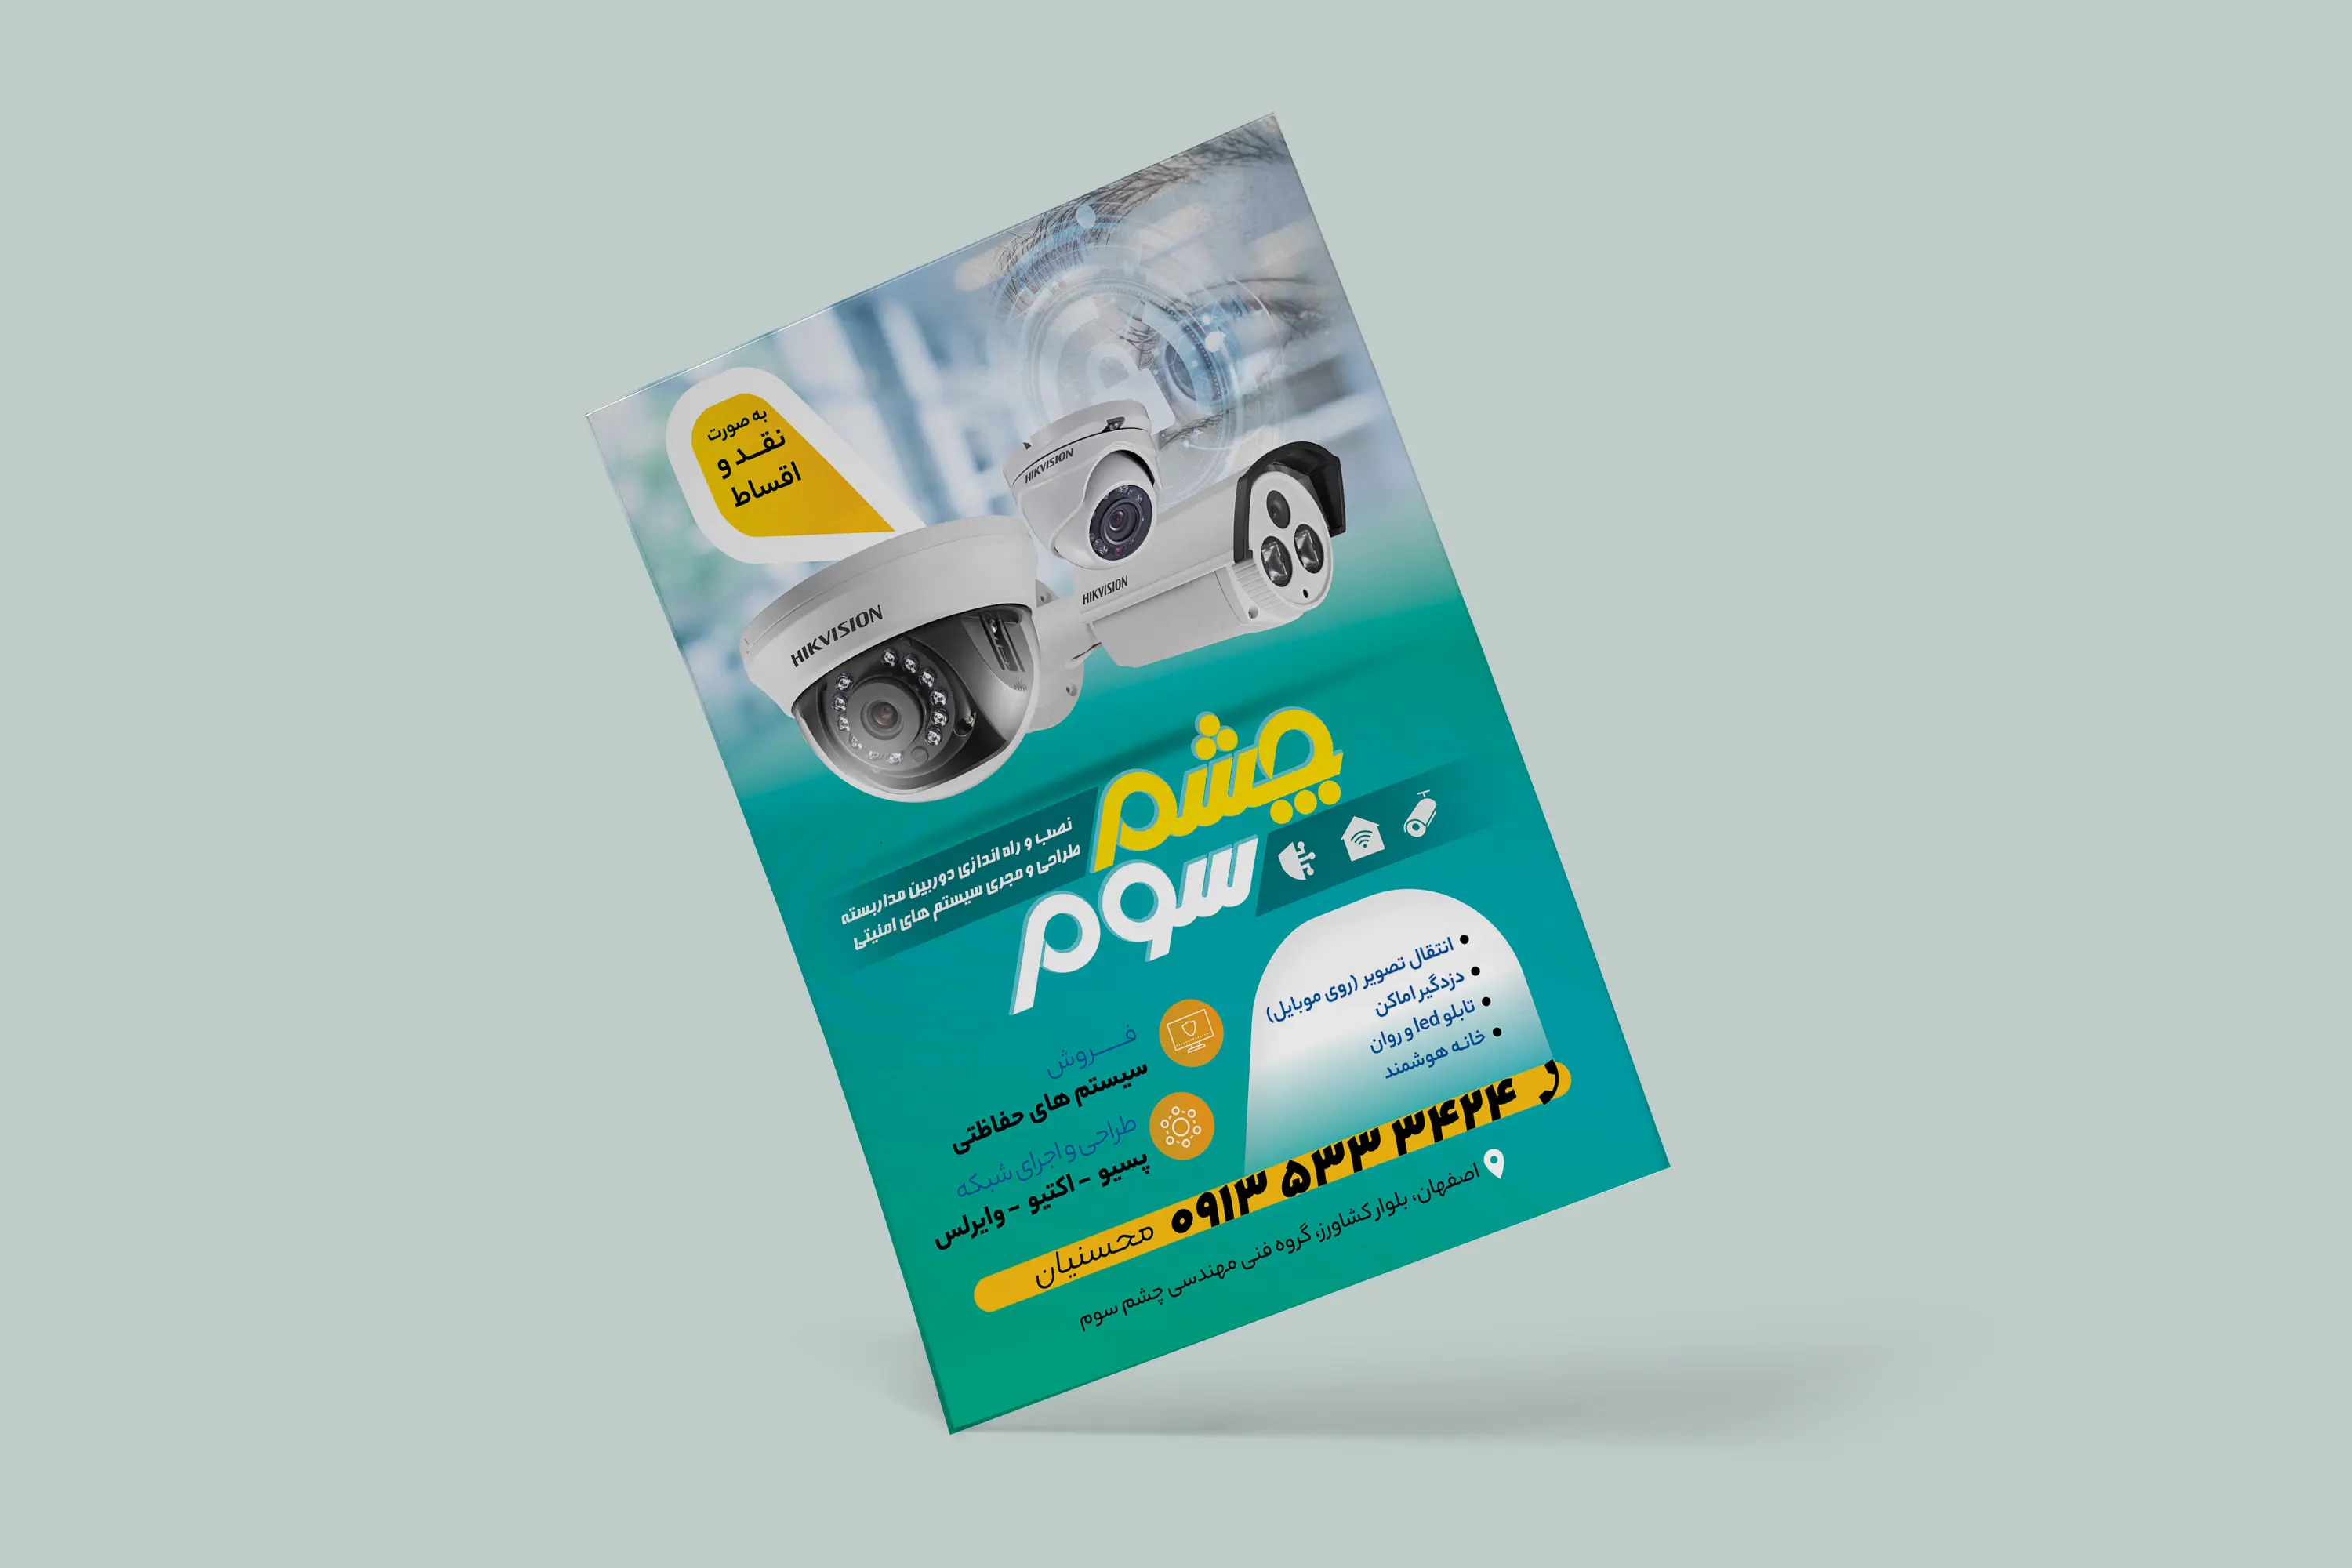 به صورت
نقد و
اقساط
HIKVISION
HIKVISION
HIKVISION
چشم
سوم
نصب و راه اندازی دوربین مداربسته
طراحی و مجری سیستم های امنیتی
• انتقال تصویر (روی موبایل)
• دزدگیر اماکن
• تابلو led و روان
• خانه هوشمند
فـــروش
سیستم های حفاظتی
طراحی و اجرای شبکه
پسیو - اکتیو - وایرلس
۰۹۱۳ ۵۳۳ ۳۴۲۴ محسنیان
اصفهان، بلوار کشاورز، گروه فنی مهندسی چشم سوم